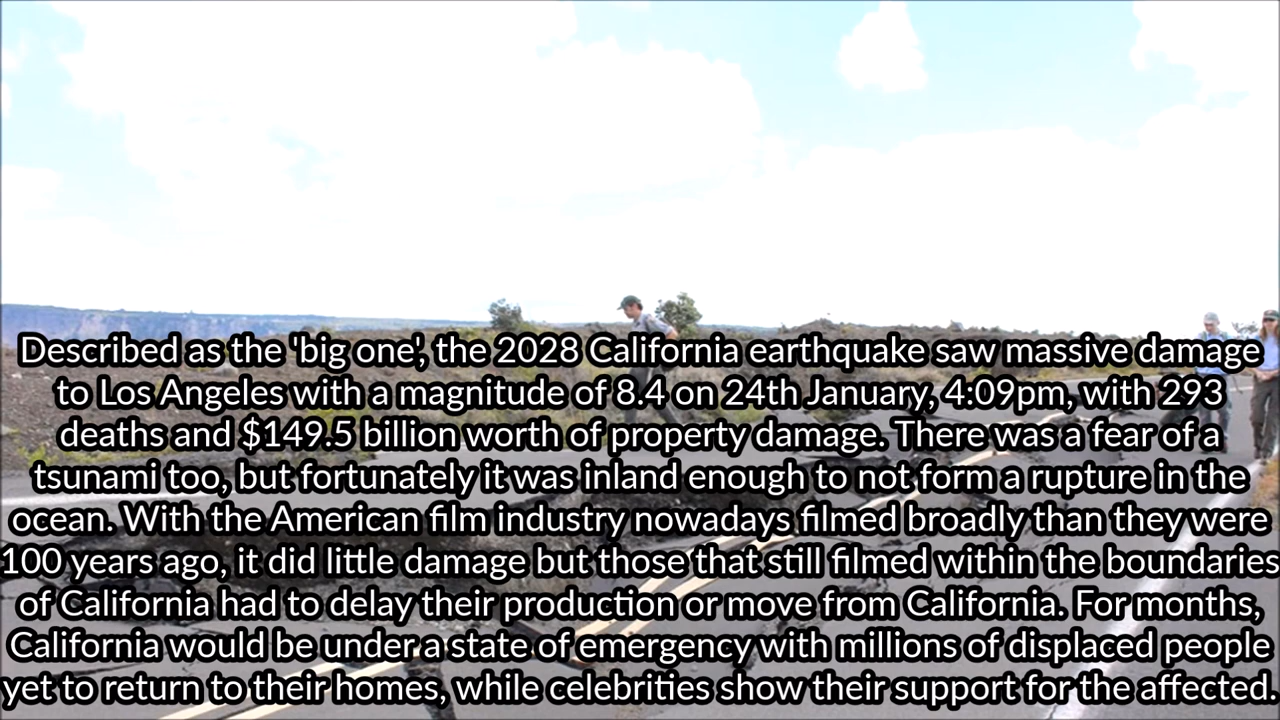 Described as the 'big one', the 2028 California earthquake saw massive damage
to Los Angeles with a magnitude of 8.4 on 24th January, 4:09pm, with 293
deaths and $149.5 billion worth of property damage. There was a fear of a
tsunami too, but fortunately it was inland enough to not form a rupture in the
ocean. With the American film industry nowadays filmed broadly than they were
100 years ago, it did little damage but those that still filmed within the boundaries
of California had to delay their production or move from California. For months,
California would be under a state of emergency with millions of displaced people
yet to return to their homes, while celebrities show their support for the affected.